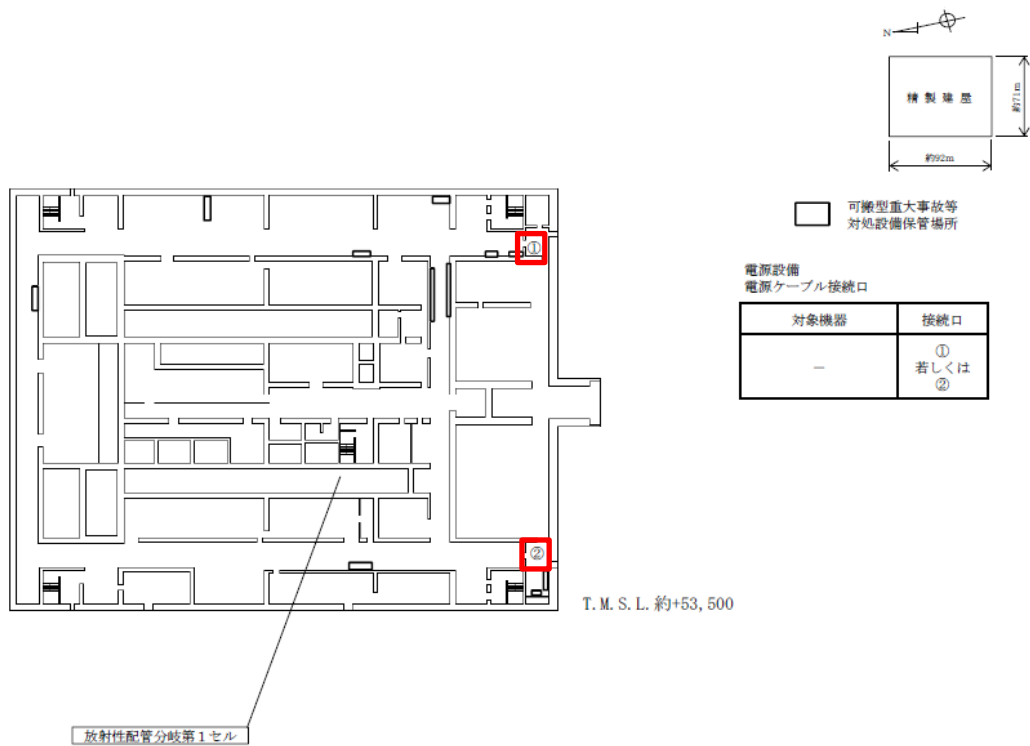 N
精製建屋
約71m
約92m
可搬型重大事故等
対処設備保管場所
電源設備
電源ケーブル接続口
対象機器 接続口
－ ①
若しくは
②
①
②
T.M.S.L.約+53,500
放射性配管分岐第1セル